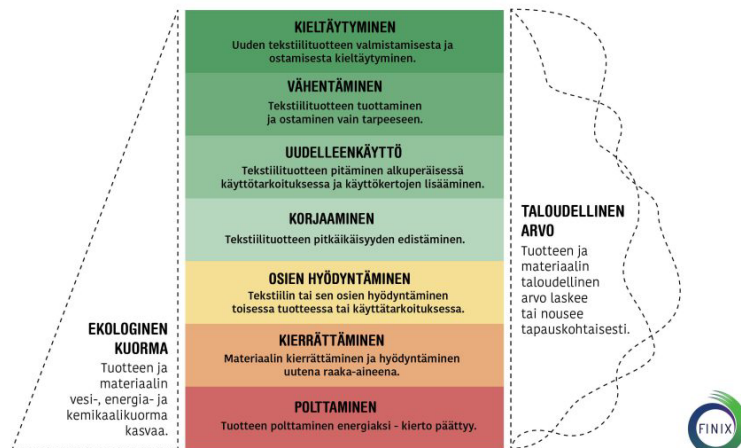 KIELTÄYTYMINEN
Uuden tekstiilituotteen valmistamisesta ja
ostamisesta kieltäytyminen.
VÄHENTÄMINEN
Tekstiilituotteen tuottaminen
ja ostaminen vain tarpeeseen.
UUDELLEENKÄYTTÖ
Tekstiilituotteen pitäminen alkuperäisessä
käyttötarkoituksessa ja käyttökertojen lisääminen.
KORJAAMINEN
Tekstiilituotteen pitkäikäisyyden edistäminen.
OSIEN HYÖDYNTÄMINEN
Tekstiilin tai sen osien hyödyntäminen
toisessa tuotteessa tai käyttätarkoituksessa.
KIERRÄTTÄMINEN
Materiaalin kierrättäminen ja hyödyntäminen
uutena raaka-aineena.
POLTTAMINEN
Tuotteen polttaminen energiaksi - kierto päättyy.
EKOLOGINEN
KUORMA
Tuotteen ja
materiaalin
vesi-, energia- ja
kemikaalikuorma
kasvaa.
TALOUDELLINEN
ARVO
Tuotteen ja
materiaalin
taloudellinen
arvo laskee
tai nousee
tapauskohtaisesti.
FINIX